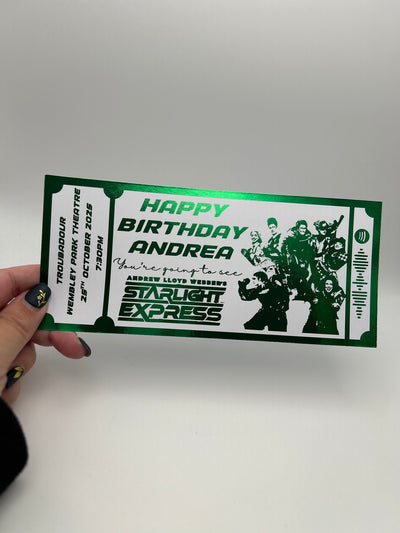 TROUBADOUR
WEMBLEY PARK THEATRE
25TH OCTOBER 2025
7:30PM
HAPPY
BIRTHDAY
ANDREA
You're going to see
ANDREW LLOYD WEBBER'S
STARLIGHT
EXPRESS